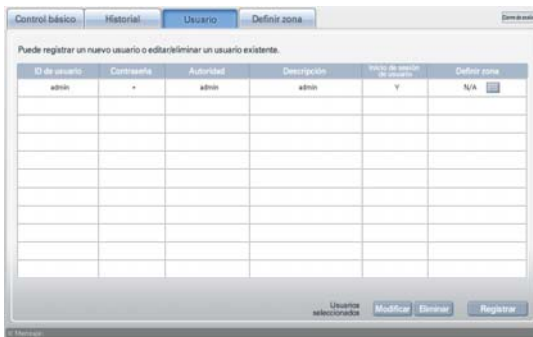 Control básico Historial Usuario Definir zona
Puede registrar un nuevo usuario o editar/eliminar un usuario existente.
ID de usuario Contraseña Autoridad Descripción Inicio de sesión de usuario Definir zona
admin * admin admin Y N/A
Usuarios seleccionados Modificar Eliminar Registrar
Mensaje